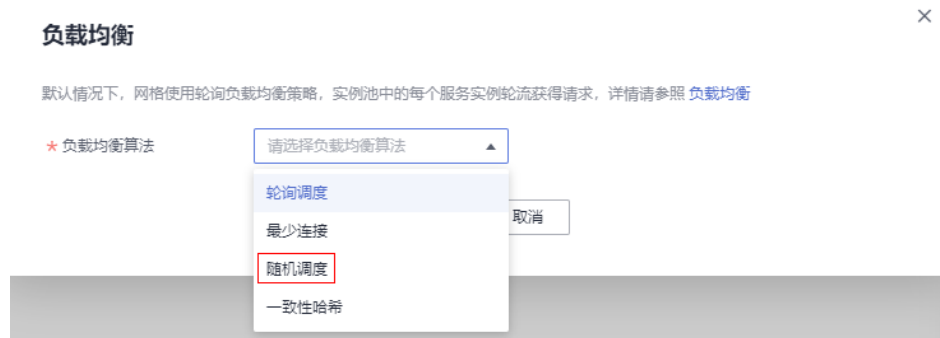 负载均衡
默认情况下，网格使用轮询负载均衡策略，实例池中的每个服务实例轮流获得请求，详情请参照 负载均衡
* 负载均衡算法 请选择负载均衡算法
轮询调度
取消
最少连接
随机调度
一致性哈希